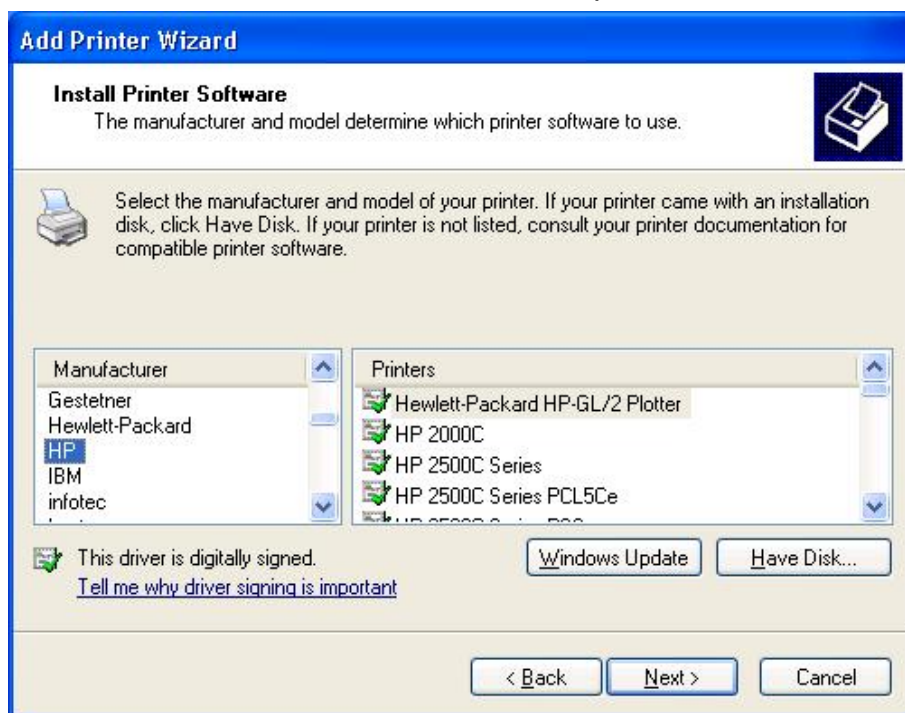 Add Printer Wizard
Install Printer Software
The manufacturer and model determine which printer software to use.
Select the manufacturer and model of your printer. If your printer came with an installation
disk, click Have Disk. If your printer is not listed, consult your printer documentation for
compatible printer software.
Manufacturer
Gestetner
Hewlett-Packard
HP
IBM
infotec
Printers
Hewlett-Packard HP-GL/2 Plotter
HP 2000C
HP 2500C Series
HP 2500C Series PCL5Ce
This driver is digitally signed.
Tell me why driver signing is important
Windows Update
Have Disk...
< Back
Next >
Cancel